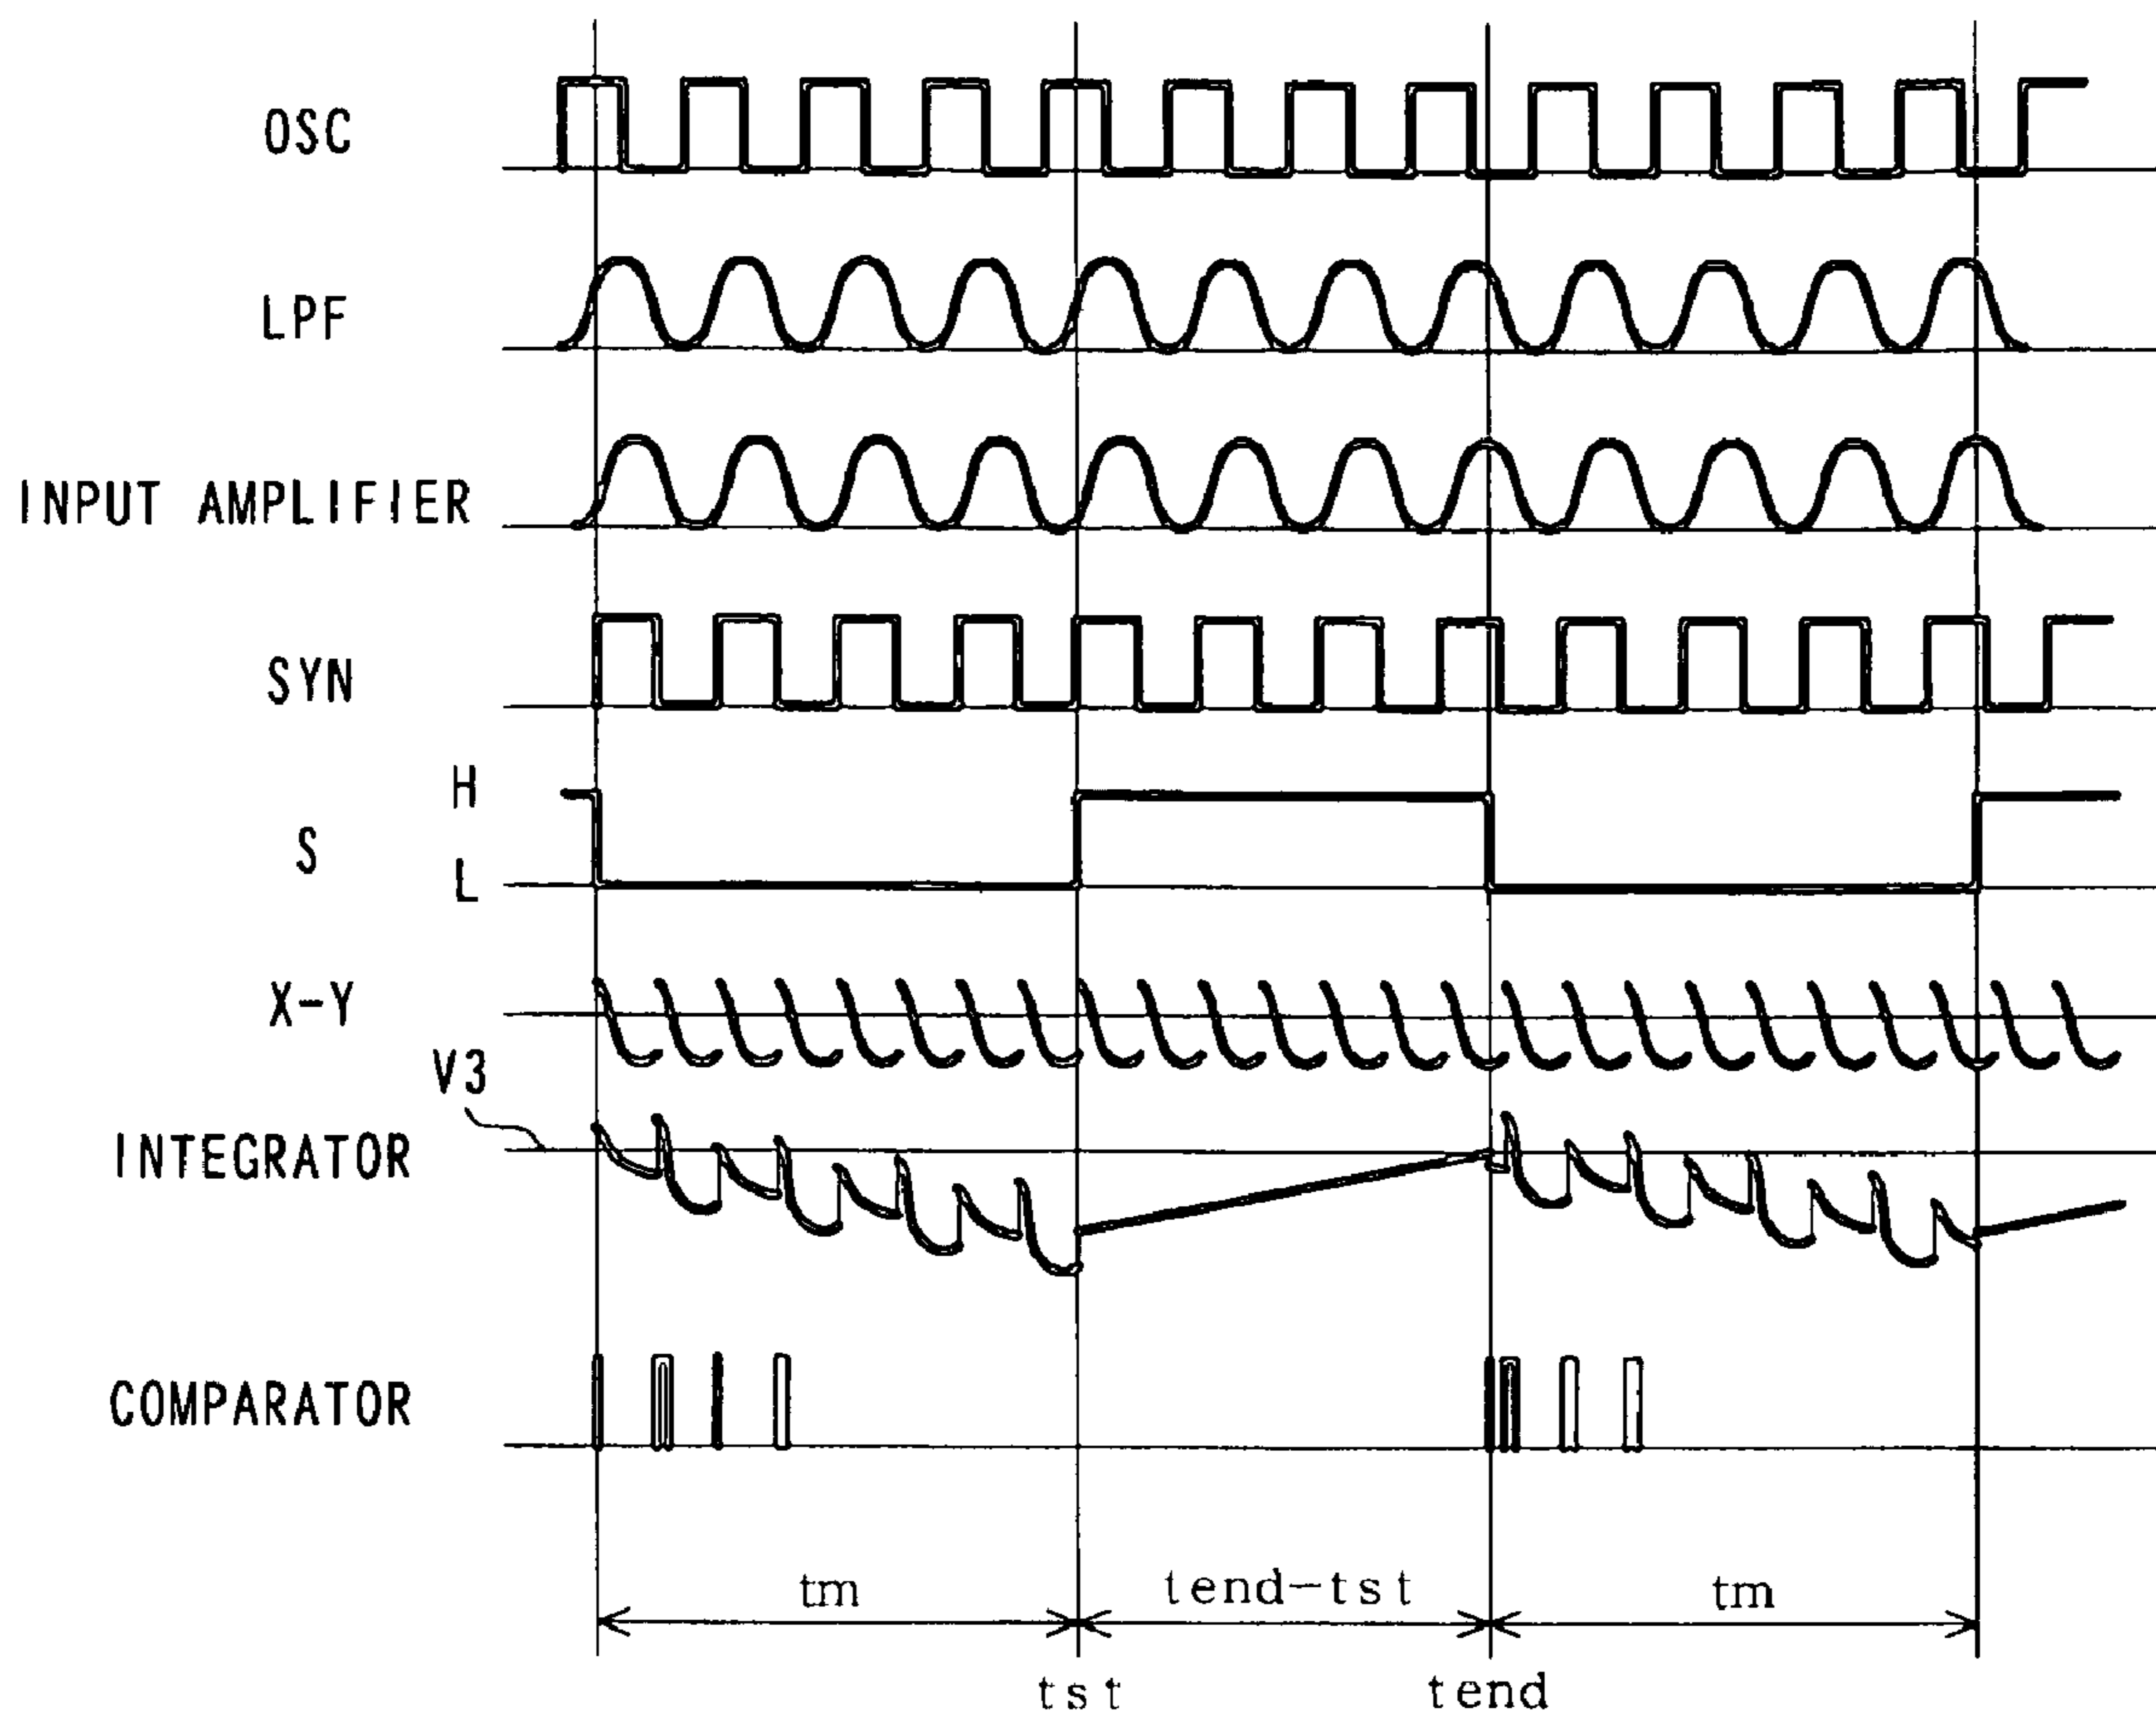 OSC
LPF
INPUT AMPLIFIER
SYN
H
S
L
X-Y
V3
INTEGRATOR
COMPARATOR
tm
tend-tst
tm
tst
tend